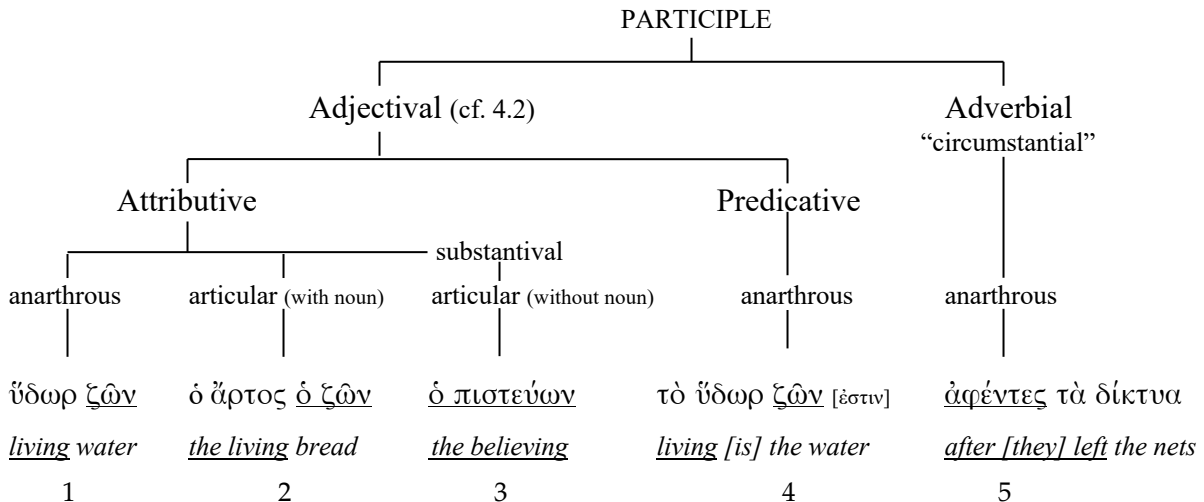 PARTICIPLE
Adjectival (cf. 4.2) Adverbial
“circumstantial”
Attributive Predicative
substantival
anarthrous articular (with noun) articular (without noun) anarthrous anarthrous
ὕδωρ ζῶν ὁ ἄρτος ὁ ζῶν ὁ πιστεύων τὸ ὕδωρ ζῶν [ἐστιν] ἀφέντες τὰ δίκτυα
living water the living bread the believing living [is] the water after [they] left the nets
1 2 3 4 5